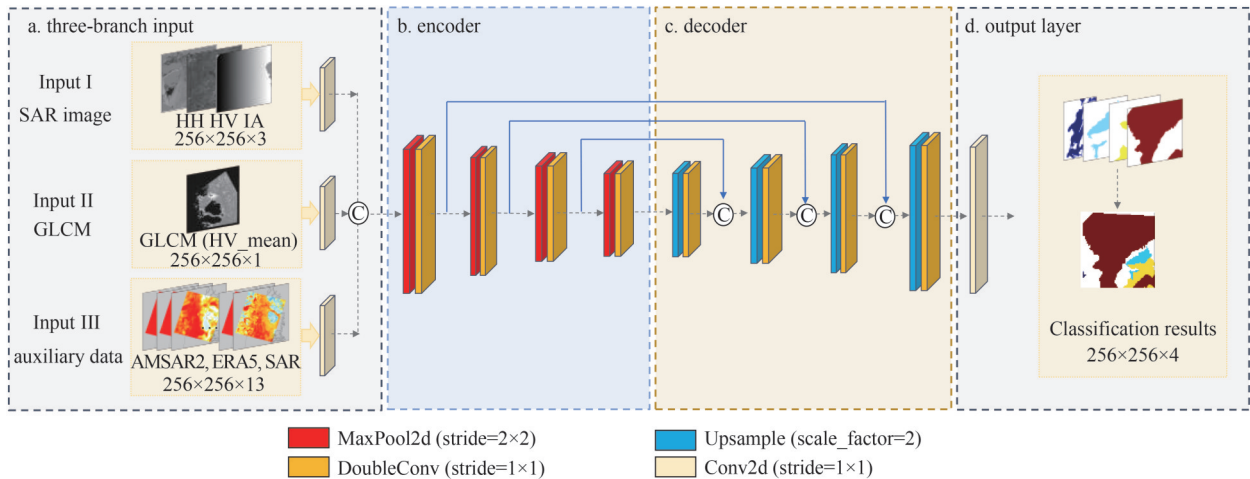 a. three-branch input
Input I
SAR image
HH HV IA
256×256×3
Input II
GLCM
GLCM (HV_mean)
256×256×1
Input III
auxiliary data
AMSAR2, ERA5, SAR
256×256×13
C
b. encoder
c. decoder
C
C
C
d. output layer
Classification results
256×256×4
MaxPool2d (stride=2×2)
DoubleConv (stride=1×1)
Upsample (scale_factor=2)
Conv2d (stride=1×1)